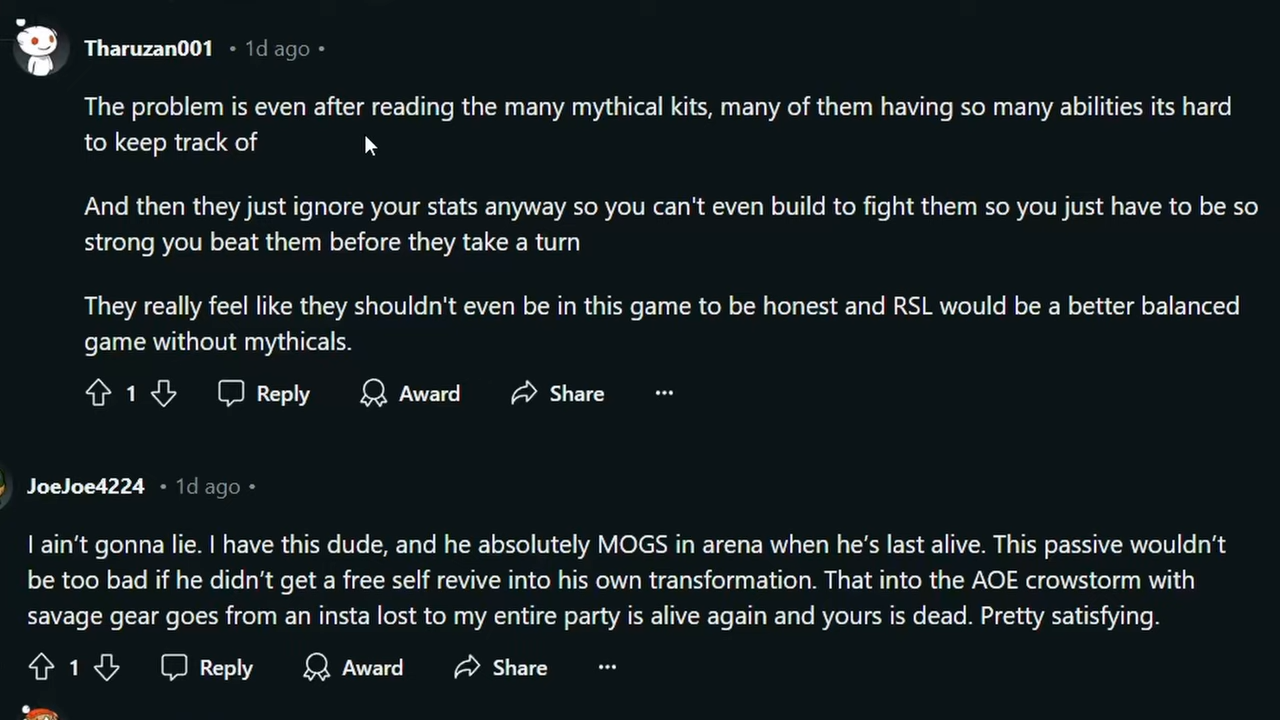 Tharuzan001 • 1d ago •
The problem is even after reading the many mythical kits, many of them having so many abilities its hard
to keep track of
And then they just ignore your stats anyway so you can't even build to fight them so you just have to be so
strong you beat them before they take a turn
They really feel like they shouldn't even be in this game to be honest and RSL would be a better balanced
game without mythicals.
1 Reply Award Share ...
JoeJoe4224 • 1d ago •
I ain’t gonna lie. I have this dude, and he absolutely MOGS in arena when he’s last alive. This passive wouldn’t
be too bad if he didn’t get a free self revive into his own transformation. That into the AOE crowstorm with
savage gear goes from an insta lost to my entire party is alive again and yours is dead. Pretty satisfying.
1 Reply Award Share ...